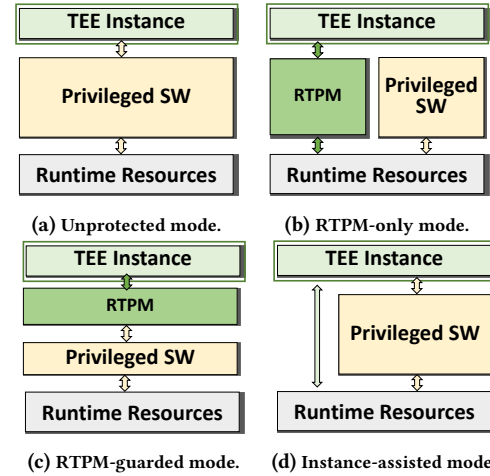 TEE Instance
Privileged SW
Runtime Resources
(a) Unprotected mode.
TEE Instance
RTPM
Privileged
SW
Runtime Resources
(b) RTPM-only mode.
TEE Instance
RTPM
Privileged SW
Runtime Resources
(c) RTPM-guarded mode.
TEE Instance
Privileged SW
Runtime Resources
(d) Instance-assisted mode